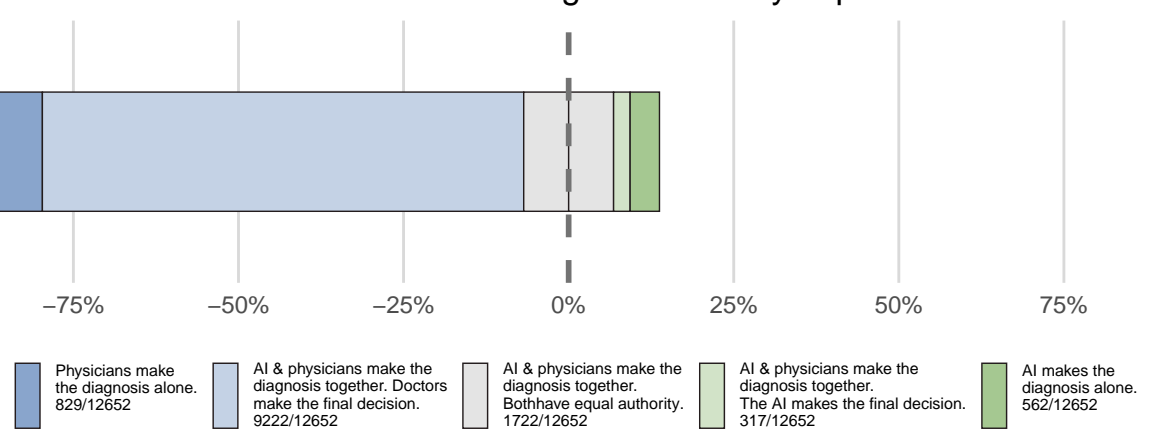 –75%
–50%
–25%
0%
25%
50%
75%
Physicians make
the diagnosis alone.
829/12652
AI & physicians make the
diagnosis together. Doctors
make the final decision.
9222/12652
AI & physicians make the
diagnosis together.
Bothhave equal authority.
1722/12652
AI & physicians make the
diagnosis together.
The AI makes the final decision.
317/12652
AI makes the
diagnosis alone.
562/12652